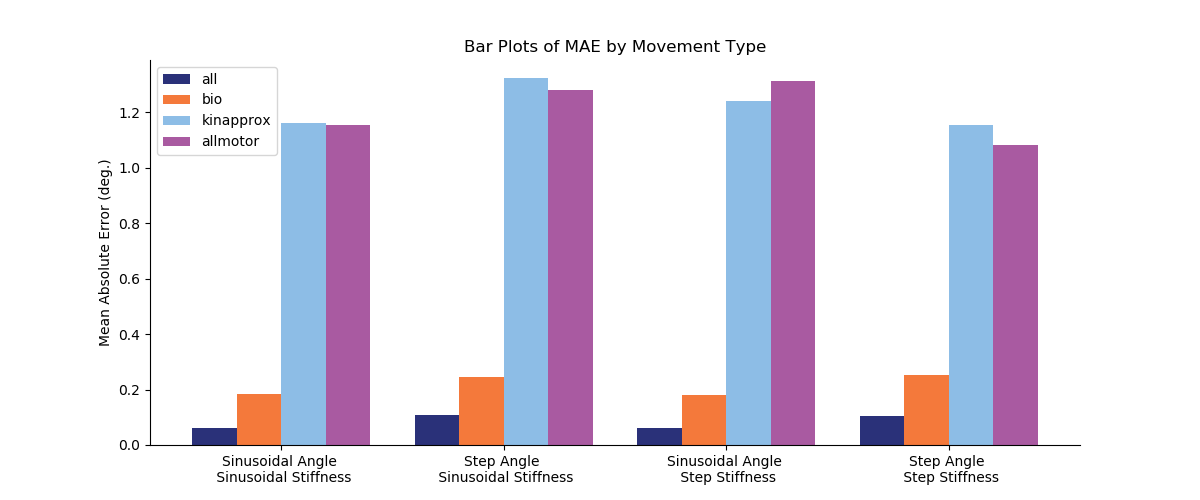 Bar Plots of MAE by Movement Type
all
bio
kinapprox
allmotor
Mean Absolute Error (deg.)
1.2
1.0
0.8
0.6
0.4
0.2
0.0
Sinusoidal Angle
Sinusoidal Stiffness
Step Angle
Sinusoidal Stiffness
Sinusoidal Angle
Step Stiffness
Step Angle
Step Stiffness